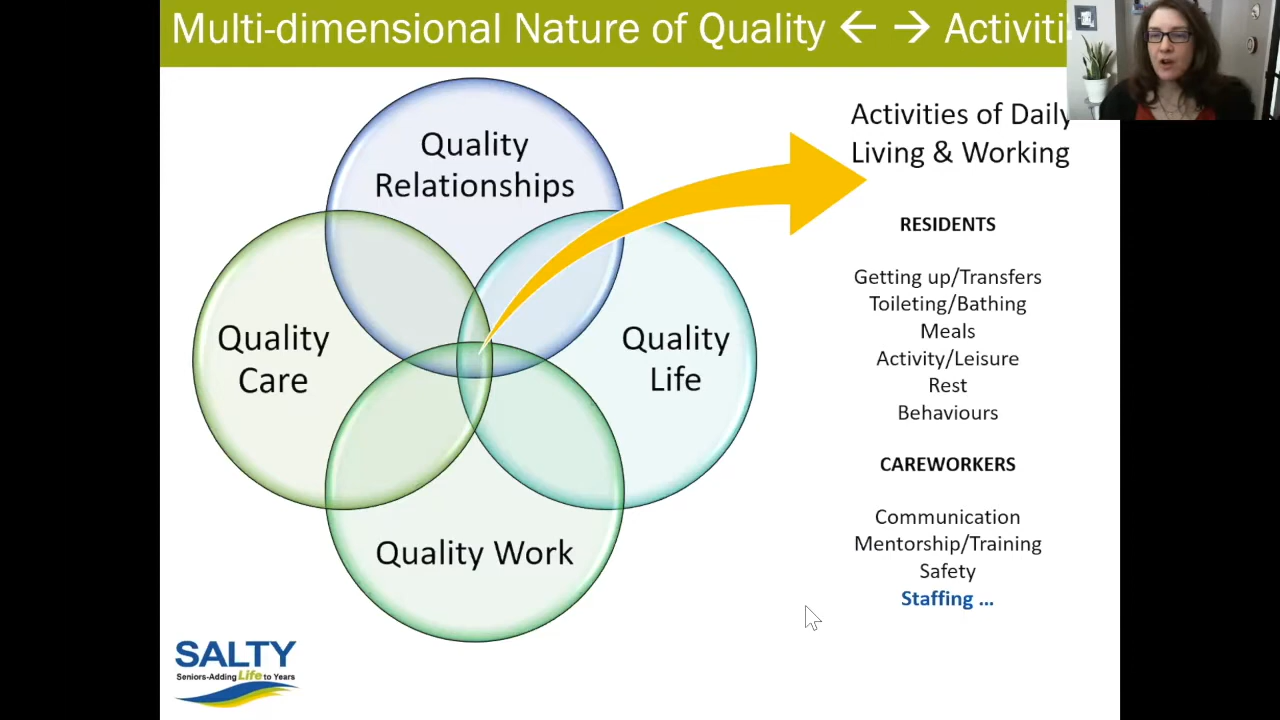 Multi-dimensional Nature of Quality ← → Activiti
Quality
Relationships
Quality
Care
Quality
Life
Quality Work
Activities of Daily
Living & Working
RESIDENTS
Getting up/Transfers
Toileting/Bathing
Meals
Activity/Leisure
Rest
Behaviours
CAREWORKERS
Communication
Mentorship/Training
Safety
Staffing ...
SALTY
Seniors-Adding Life to Years